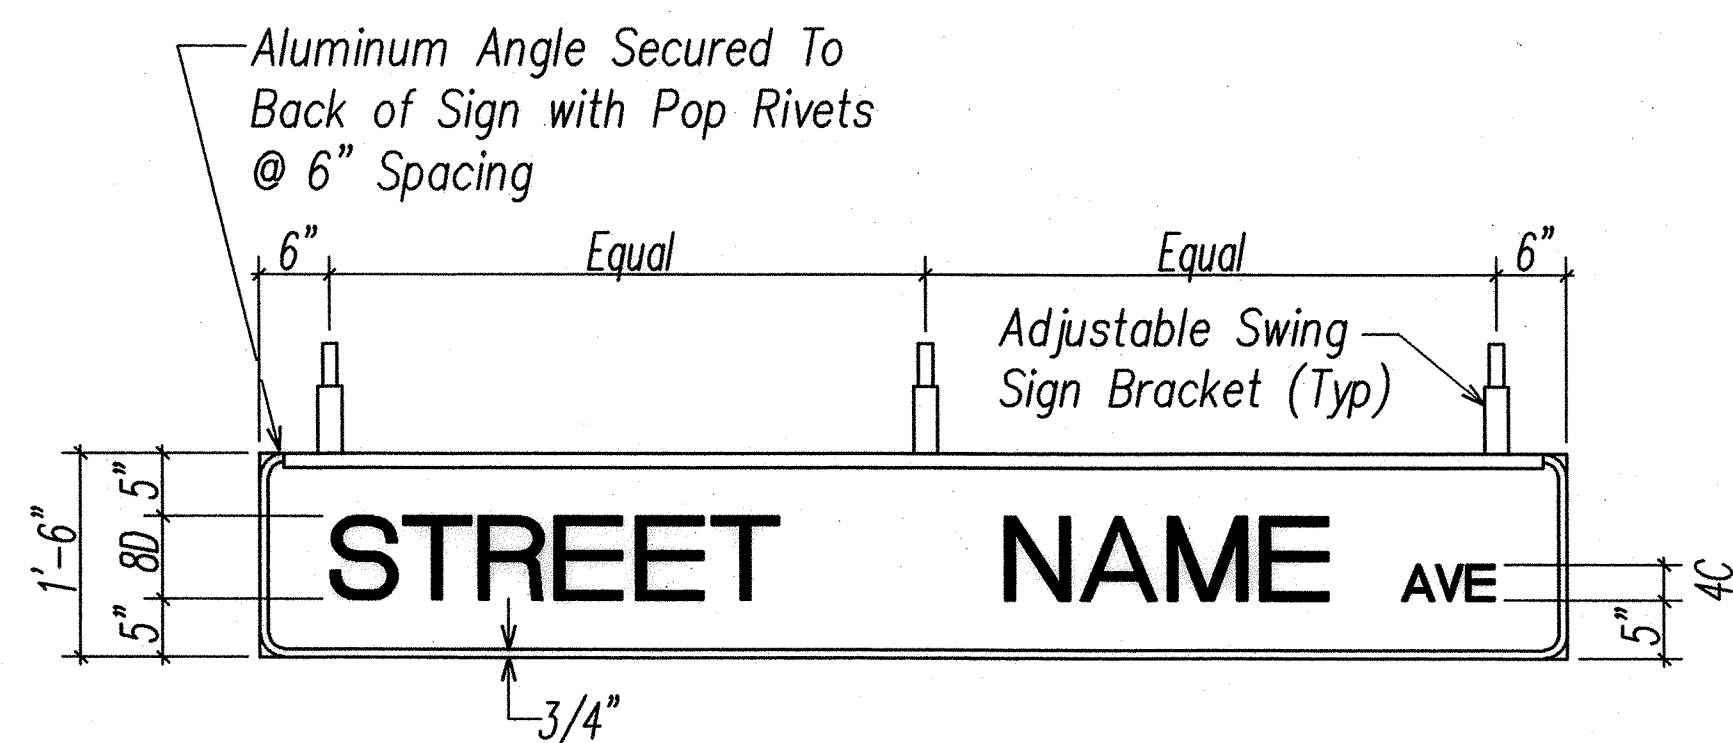 Aluminum Angle Secured To
Back of Sign with Pop Rivets
@ 6" Spacing
6" Equal Equal 6"
Adjustable Swing
Sign Bracket (Typ)
1'-6"
5"
8D
5"
STREET NAME AVE
4C
5"
3/4"